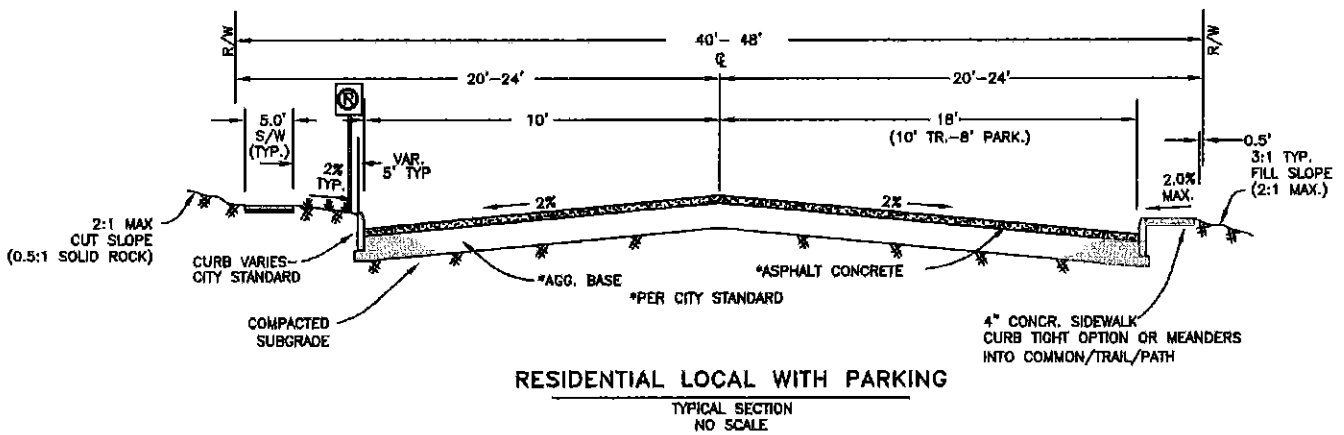 R/W
40'- 48'
R/W
℄
20'-24'
20'-24'
P
5.0'
S/W
(TYP.)
10'
18'
(10' TR.-8' PARK.)
0.5'
3:1 TYP.
FILL SLOPE
(2:1 MAX.)
2%
TYP.
VAR.
5' TYP
2.0%
MAX.
2%
2%
2:1 MAX
CUT SLOPE
(0.5:1 SOLID ROCK)
CURB VARIES-
CITY STANDARD
*AGG. BASE
*ASPHALT CONCRETE
*PER CITY STANDARD
COMPACTED
SUBGRADE
4" CONCR. SIDEWALK
CURB TIGHT OPTION OR MEANDERS
INTO COMMON/TRAIL/PATH
RESIDENTIAL LOCAL WITH PARKING
TYPICAL SECTION
NO SCALE